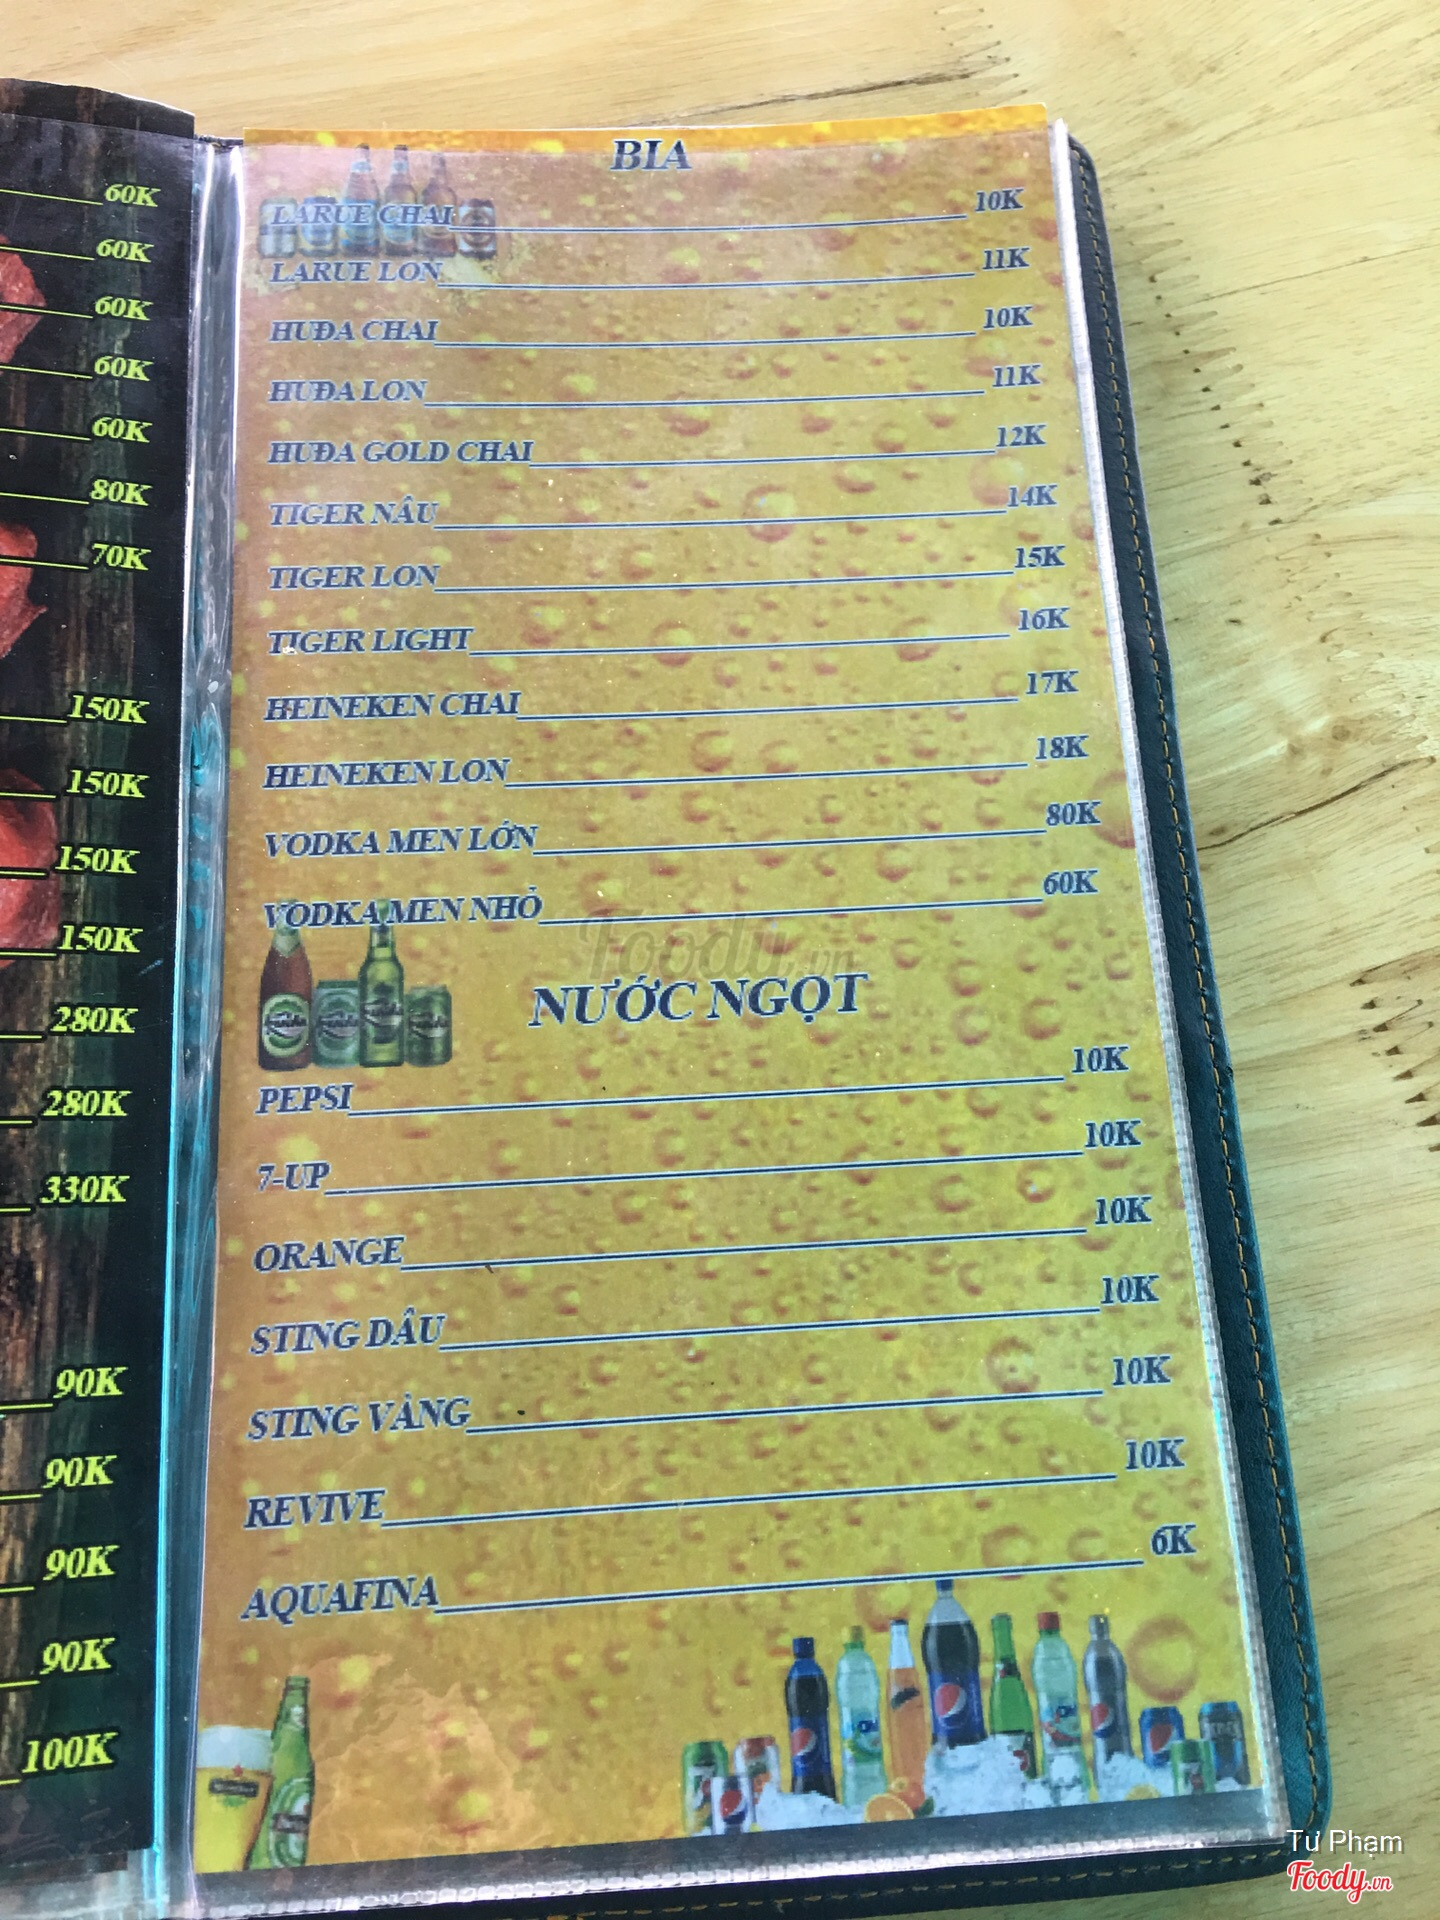 60K
60K
60K
60K
60K
80K
70K
150K
150K
150K
150K
280K
280K
330K
90K
90K
90K
90K
100K
BIA
LARUE CHAI 10K
LARUE LON 11K
HUĐA CHAI 10K
HUĐA LON 11K
HUĐA GOLD CHAI 12K
TIGER NÂU 14K
TIGER LON 15K
TIGER LIGHT 16K
HEINEKEN CHAI 17K
HEINEKEN LON 18K
VODKA MEN LỚN 80K
VODKA MEN NHỎ 60K
Foody.vn
NƯỚC NGỌT
PEPSI 10K
7-UP 10K
ORANGE 10K
STING DÂU 10K
STING VÀNG 10K
REVIVE 10K
AQUAFINA 6K
Tư Phạm
Foody.vn